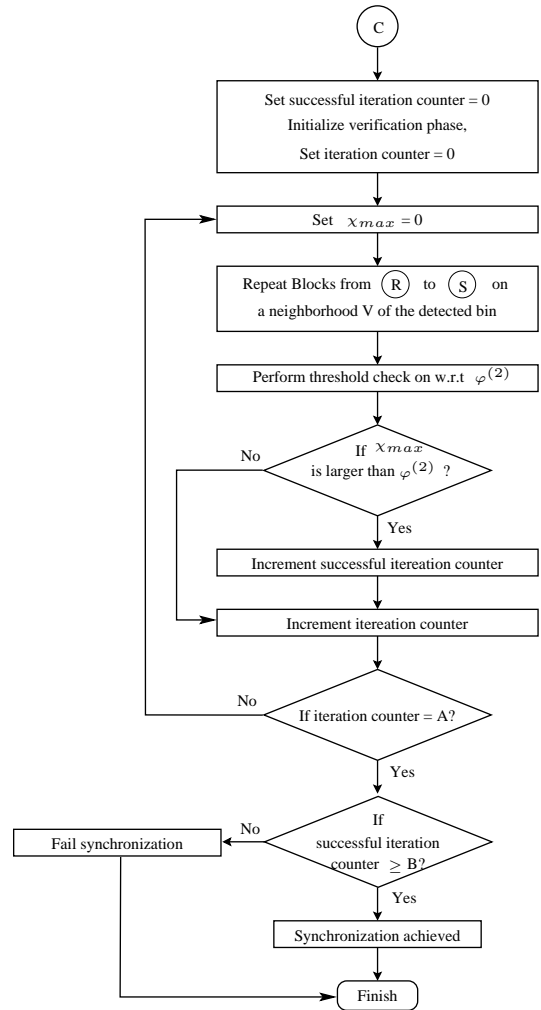 C
Set successful iteration counter = 0
Initialize verification phase,
Set iteration counter = 0
Set χ_max = 0
Repeat Blocks from R to S on
a neighborhood V of the detected bin
Perform threshold check on w.r.t φ^(2)
If χ_max
is larger than φ^(2) ?
No
Yes
Increment successful itereation counter
Increment itereation counter
No
If iteration counter = A?
Yes
If
successful iteration
counter ≥ B?
No
Fail synchronization
Yes
Synchronization achieved
Finish